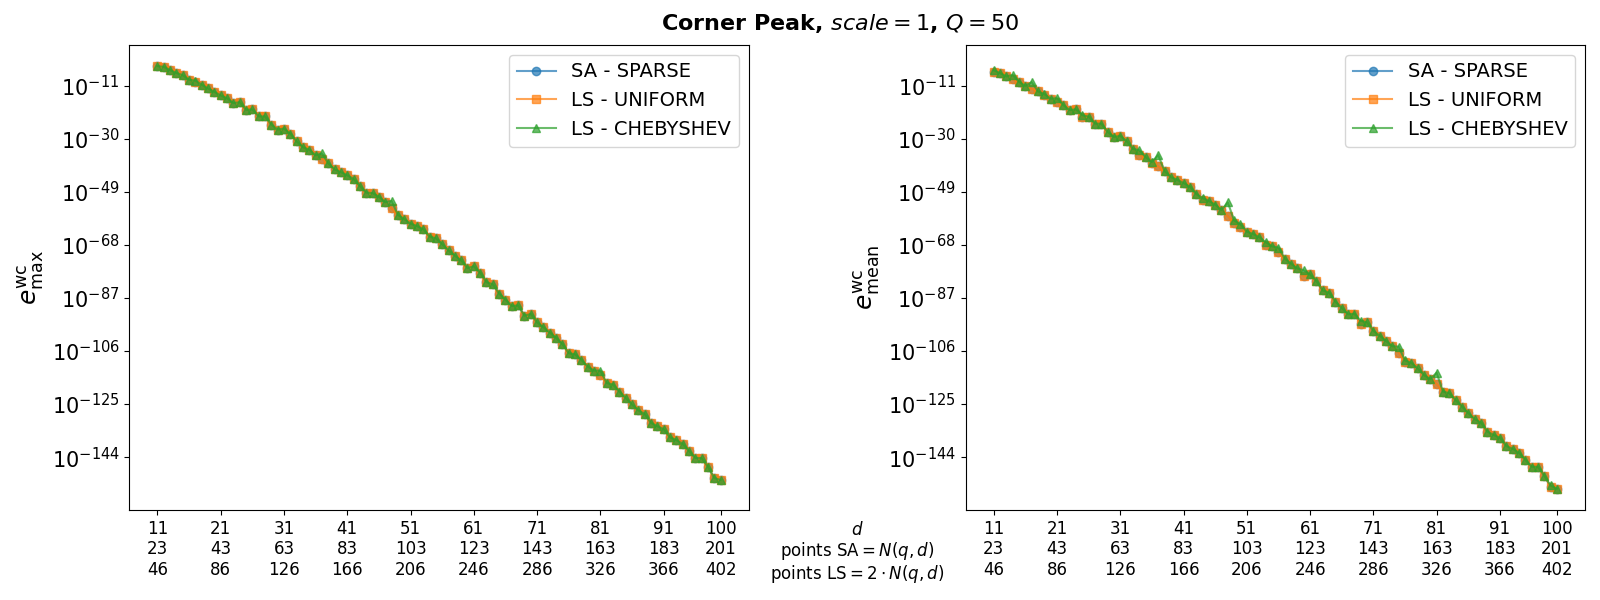 Corner Peak, scale = 1, Q = 50
e^wc_max
10^−11
10^−30
10^−49
10^−68
10^−87
10^−106
10^−125
10^−144
SA - SPARSE
LS - UNIFORM
LS - CHEBYSHEV
11 21 31 41 51 61 71 81 91 100
23 43 63 83 103 123 143 163 183 201
46 86 126 166 206 246 286 326 366 402
d
points SA = N(q, d)
points LS = 2 · N(q, d)
e^wc_mean
10^−11
10^−30
10^−49
10^−68
10^−87
10^−106
10^−125
10^−144
SA - SPARSE
LS - UNIFORM
LS - CHEBYSHEV
11 21 31 41 51 61 71 81 91 100
23 43 63 83 103 123 143 163 183 201
46 86 126 166 206 246 286 326 366 402